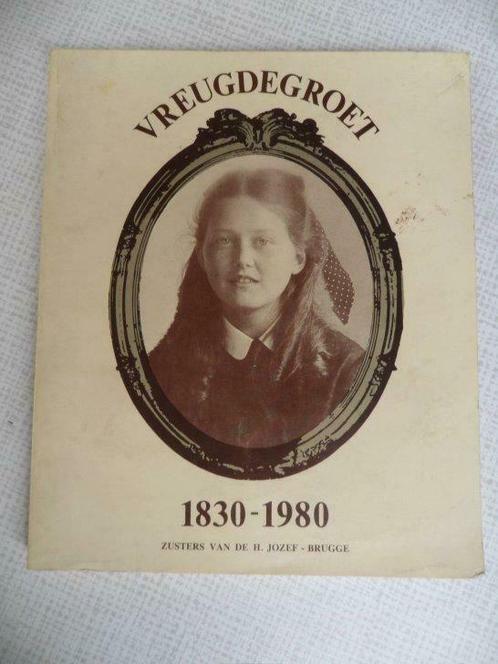 VREUGDEGROET
1830-1980
ZUSTERS VAN DE H. JOZEF - BRUGGE